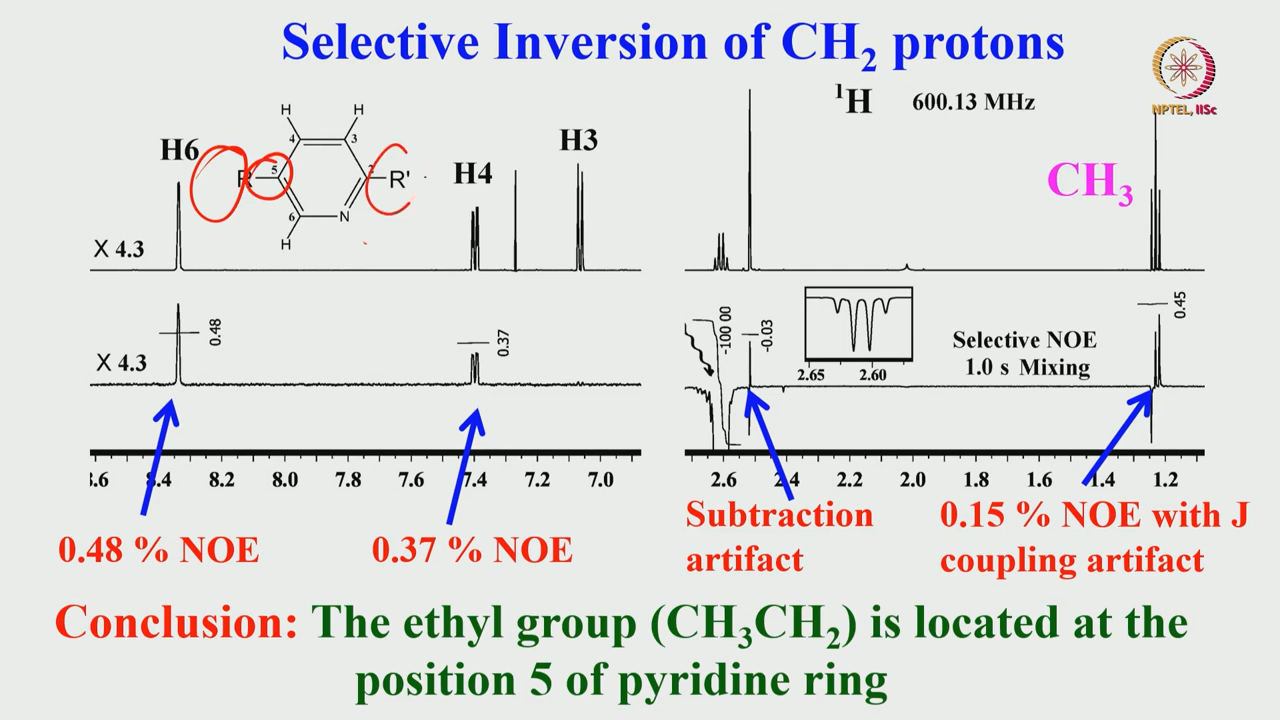 Selective Inversion of CH₂ protons
NPTEL, IISc
¹H 600.13 MHz
H6
H H
4 3
5 2
R R'
6 N
H
H4
H3
CH₃
X 4.3
X 4.3
0.48
0.37
-100 00
-0.03
2.65 2.60
Selective NOE
1.0 s Mixing
0.45
8.6 8.4 8.2 8.0 7.8 7.6 7.4 7.2 7.0
2.6 2.4 2.2 2.0 1.8 1.6 1.4 1.2
0.48 % NOE
0.37 % NOE
Subtraction
artifact
0.15 % NOE with J
coupling artifact
Conclusion: The ethyl group (CH₃CH₂) is located at the
position 5 of pyridine ring